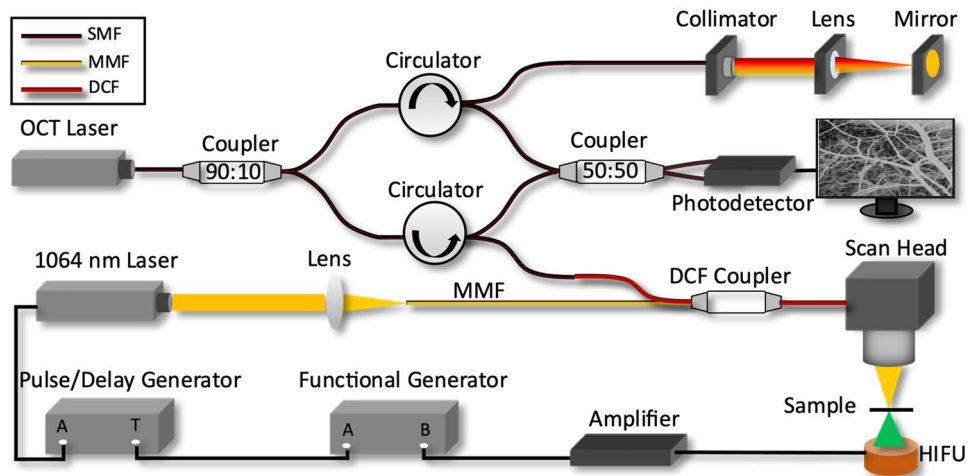 SMF
MMF
DCF
Collimator
Lens
Mirror
Circulator
OCT Laser
Coupler
90:10
Coupler
50:50
Circulator
Photodetector
Scan Head
1064 nm Laser
Lens
MMF
DCF Coupler
Pulse/Delay Generator
A T
Functional Generator
A B
Amplifier
Sample
HIFU